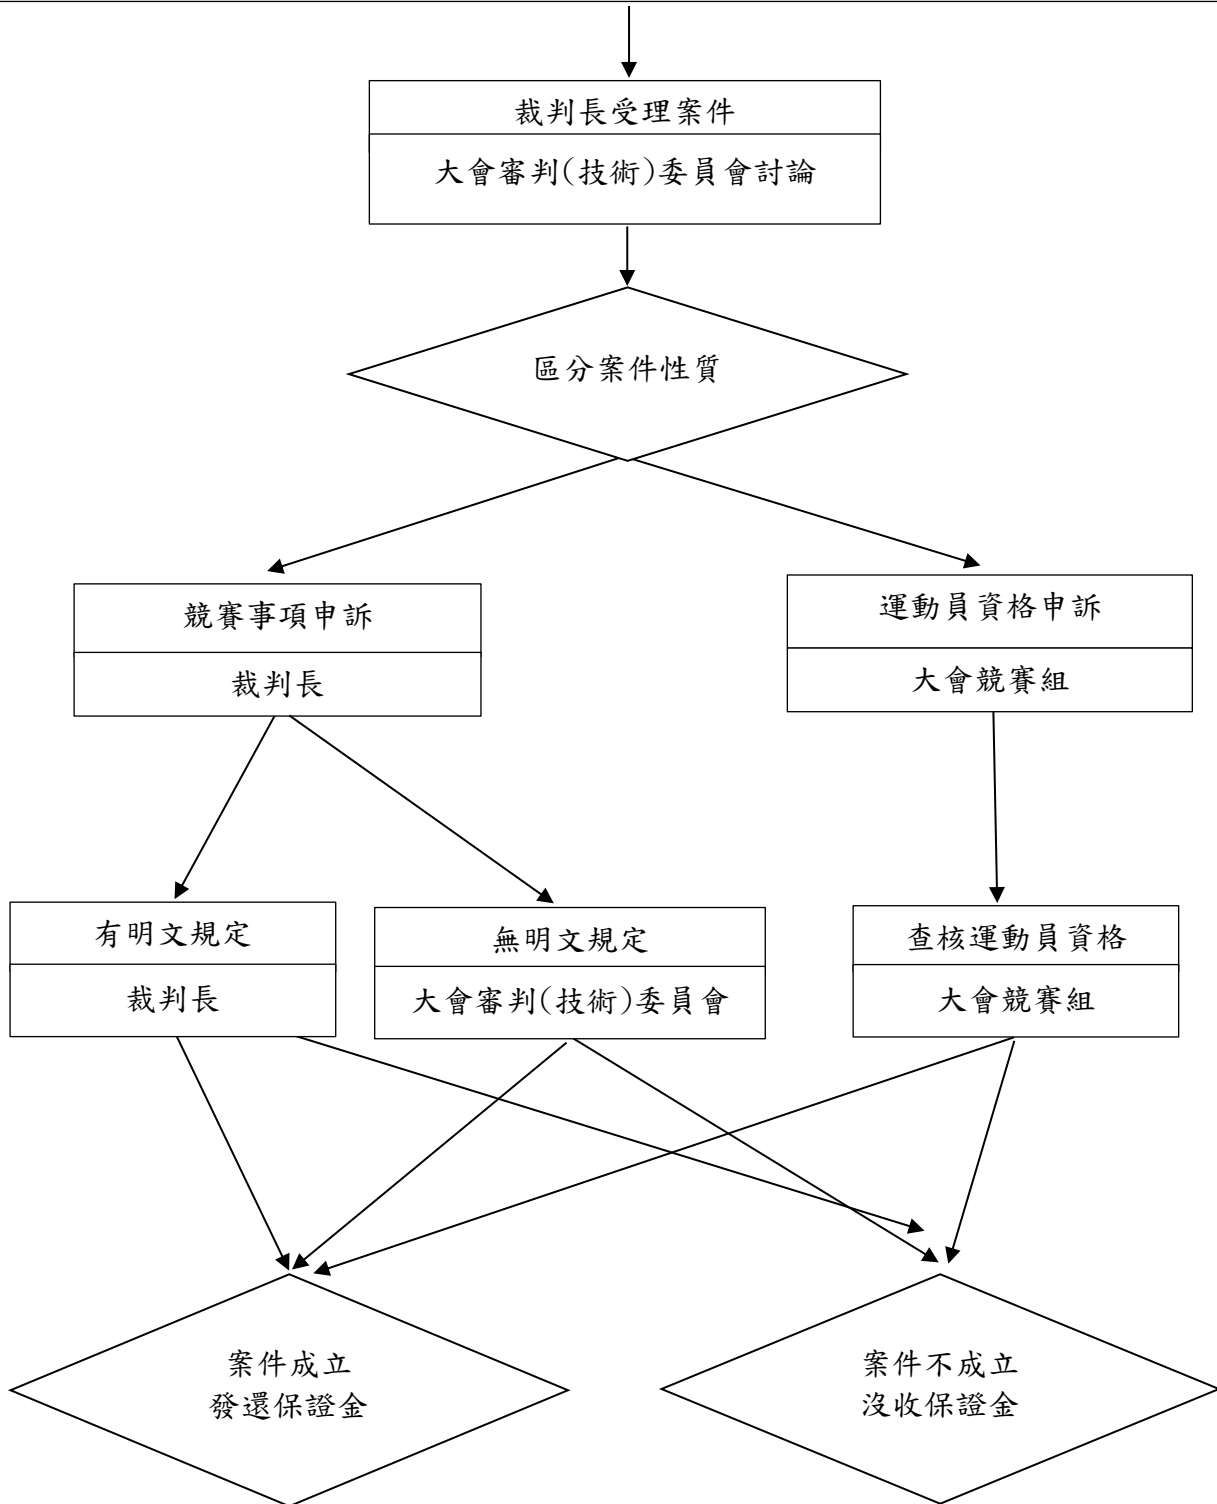 裁判長受理案件
大會審判(技術)委員會討論
區分案件性質
競賽事項申訴
裁判長
運動員資格申訴
大會競賽組
有明文規定
裁判長
無明文規定
大會審判(技術)委員會
查核運動員資格
大會競賽組
案件成立
發還保證金
案件不成立
沒收保證金